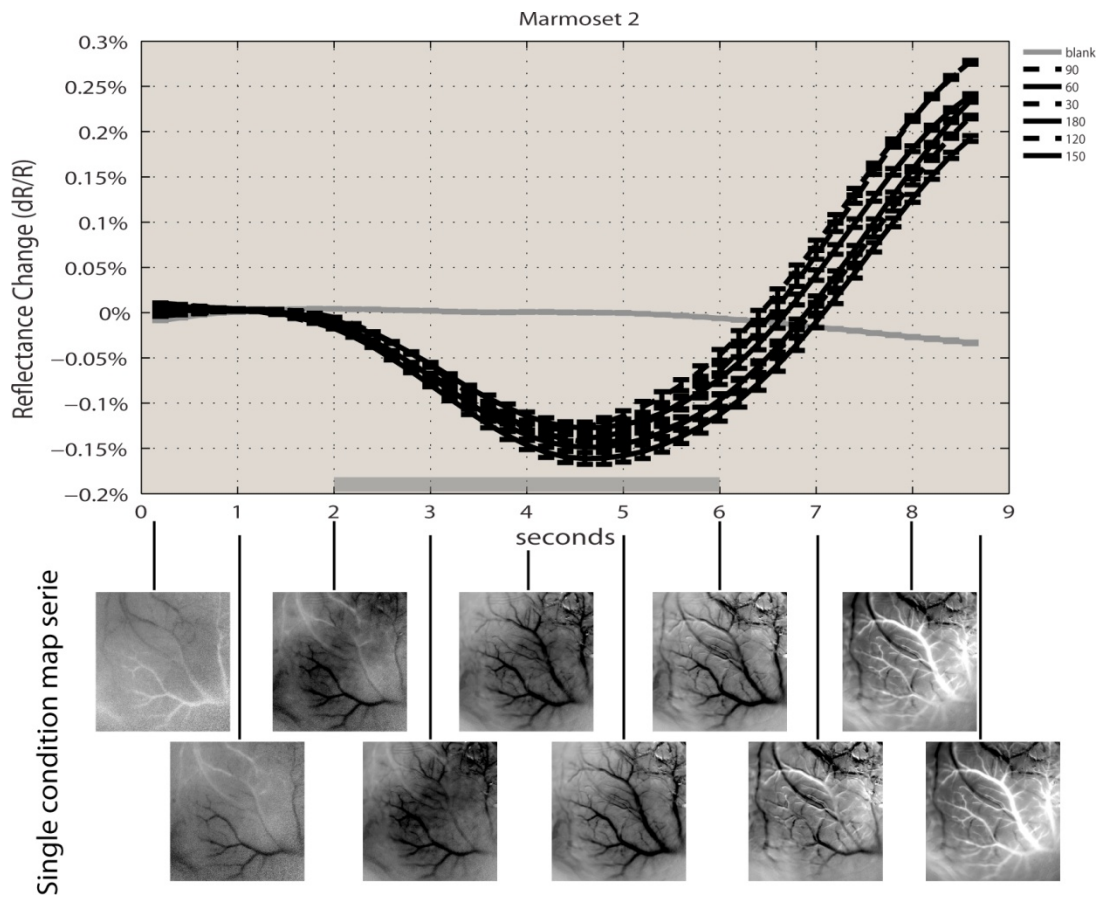 Marmoset 2
0.3%
0.25%
0.2%
0.15%
0.1%
0.05%
0%
−0.05%
−0.1%
−0.15%
−0.2%
Reflectance Change (dR/R)
0 1 2 3 4 5 6 7 8 9
seconds
blank
90
60
30
180
120
150
Single condition map serie